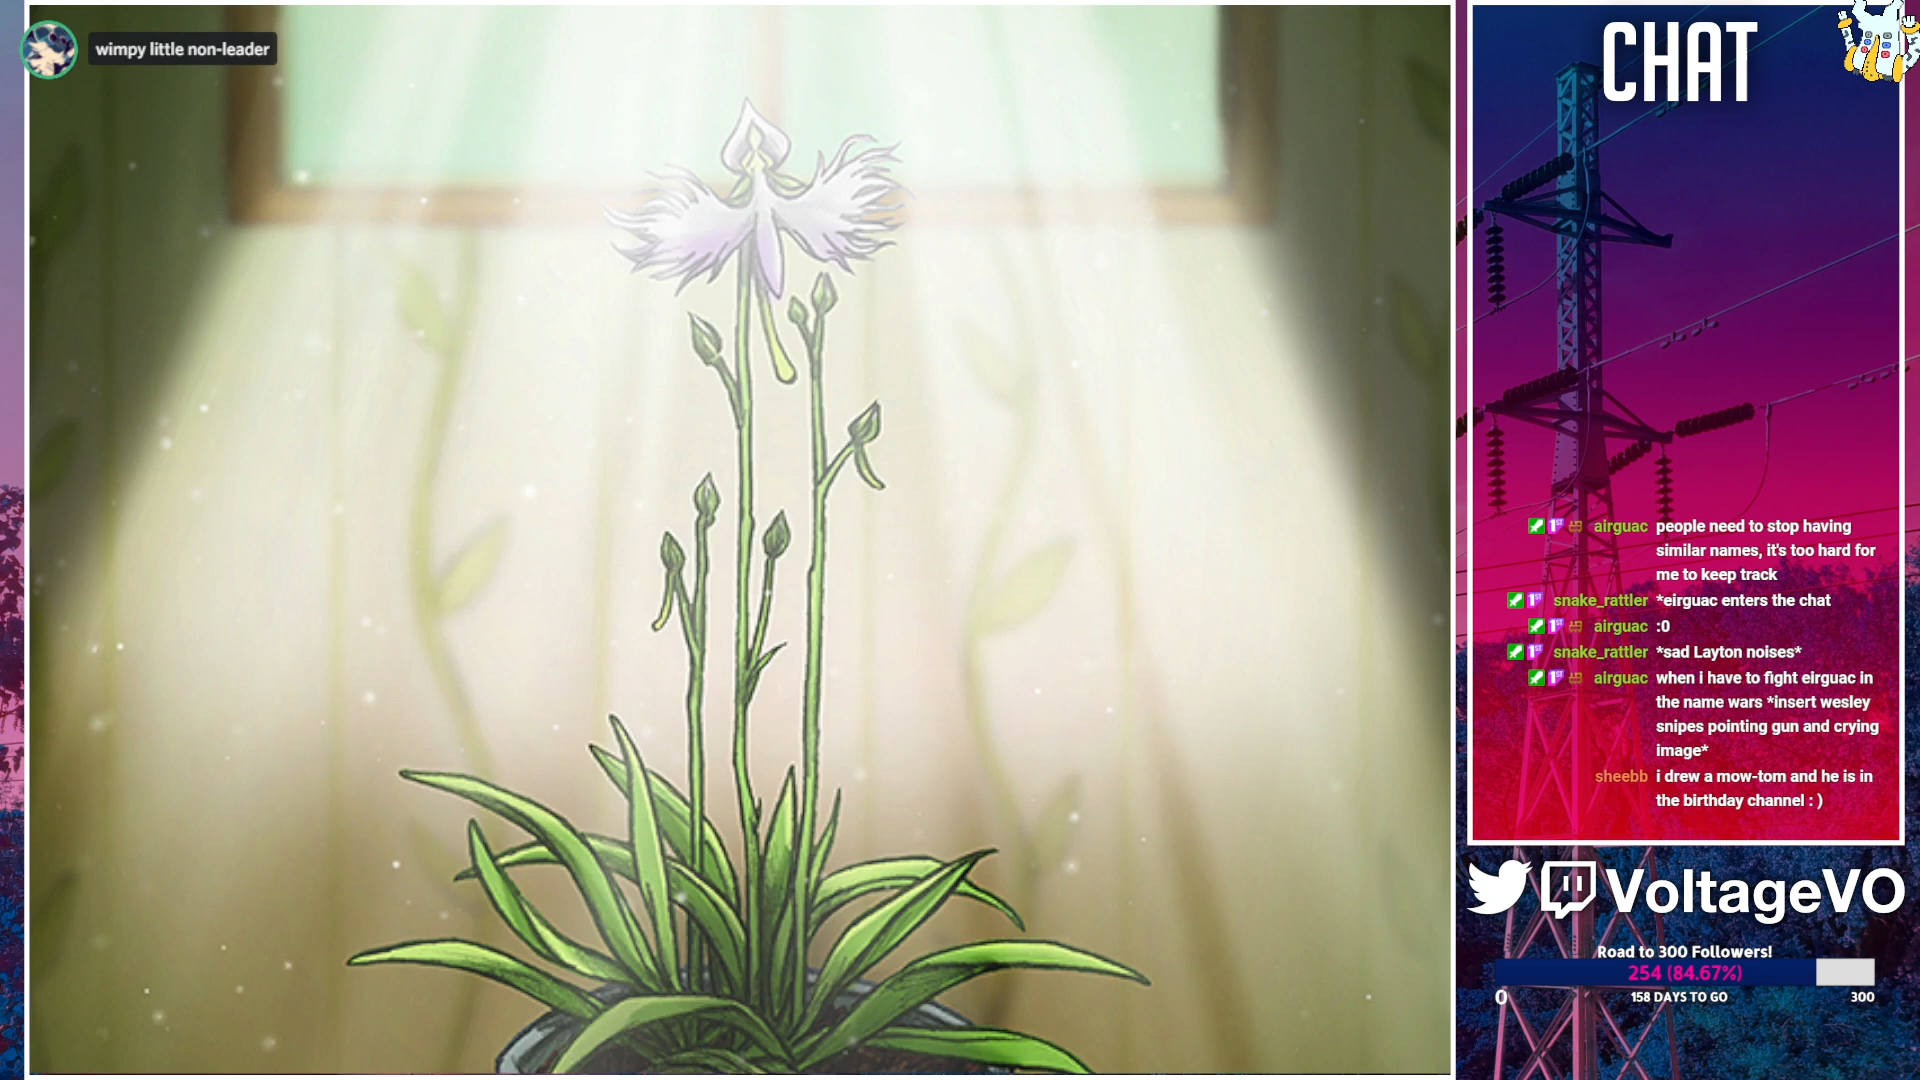 wimpy little non-leader
CHAT
airguac people need to stop having
similar names, it's too hard for
me to keep track
snake_rattler *eirguac enters the chat
airguac :0
snake_rattler *sad Layton noises*
airguac when i have to fight eirguac in
the name wars *insert wesley
snipes pointing gun and crying
image*
sheebb i drew a mow-tom and he is in
the birthday channel : )
VoltageVO
Road to 300 Followers!
254 (84.67%)
0 158 DAYS TO GO 300